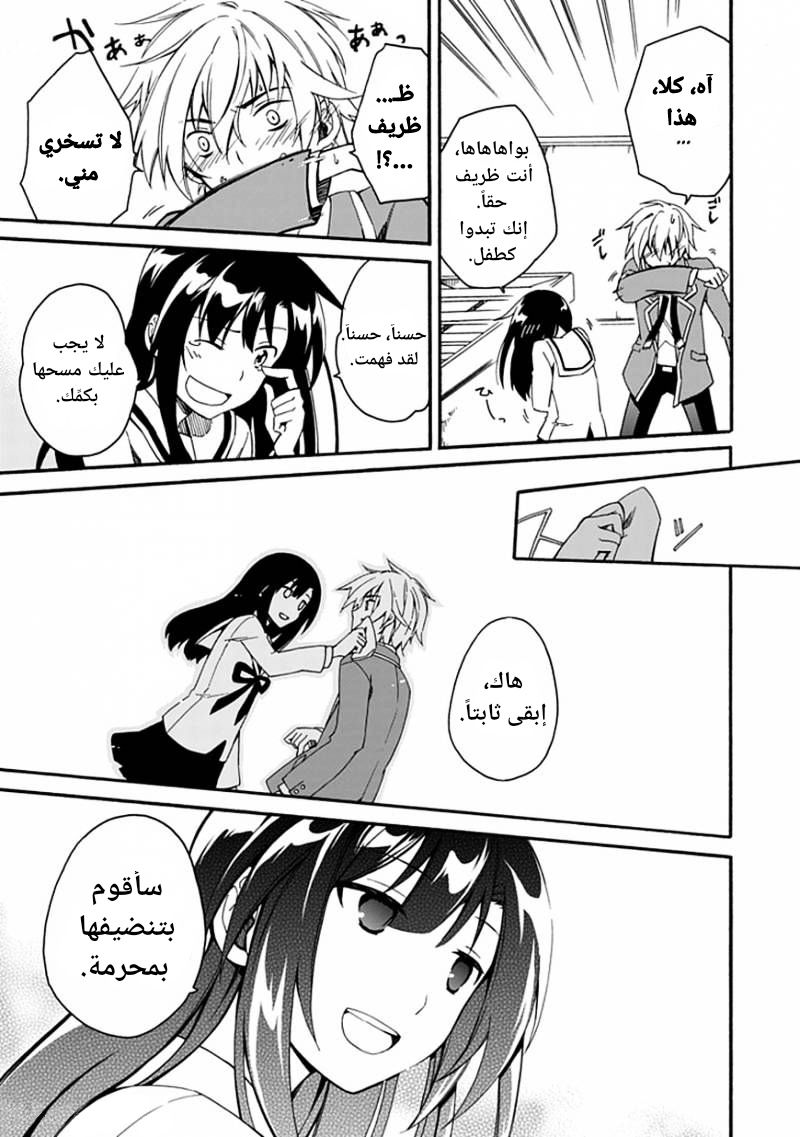 آه، كلا،
هذا
...
بواهاهاها،
أنت ظريف
حقاً.
إنك تبدوا
كطفل.
ظـ...
ظريف
...؟!
لا تسخري
مني.
حسناً، حسناً.
لقد فهمت.
لا يجب
عليك مسحها
بكمِّك.
هاك،
إبقى ثابتاً.
سأقوم
بتنضيفها
بمحرمة.